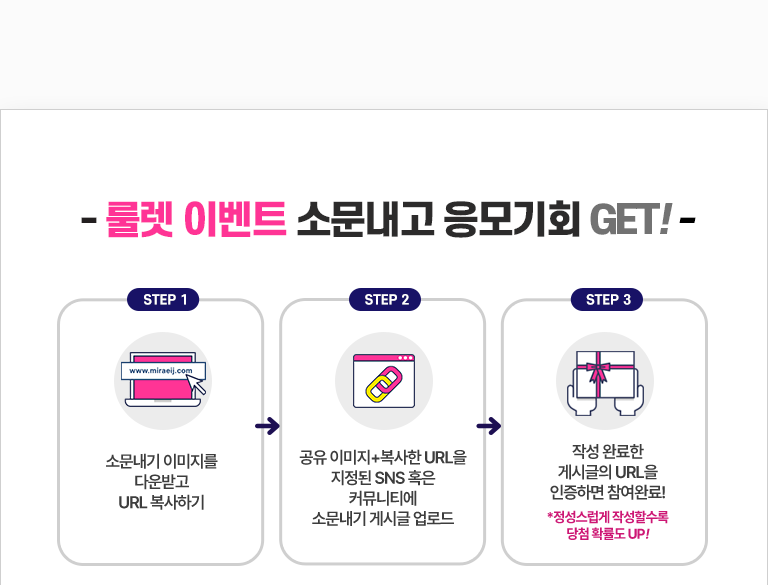 - 룰렛 이벤트 소문내고 응모기회 GET! -
STEP 1
www.miraeij.com
소문내기 이미지를
다운받고
URL 복사하기
STEP 2
공유 이미지+복사한 URL을
지정된 SNS 혹은
커뮤니티에
소문내기 게시글 업로드
STEP 3
작성 완료한
게시글의 URL을
인증하면 참여완료!
*정성스럽게 작성할수록
당첨 확률도 UP!